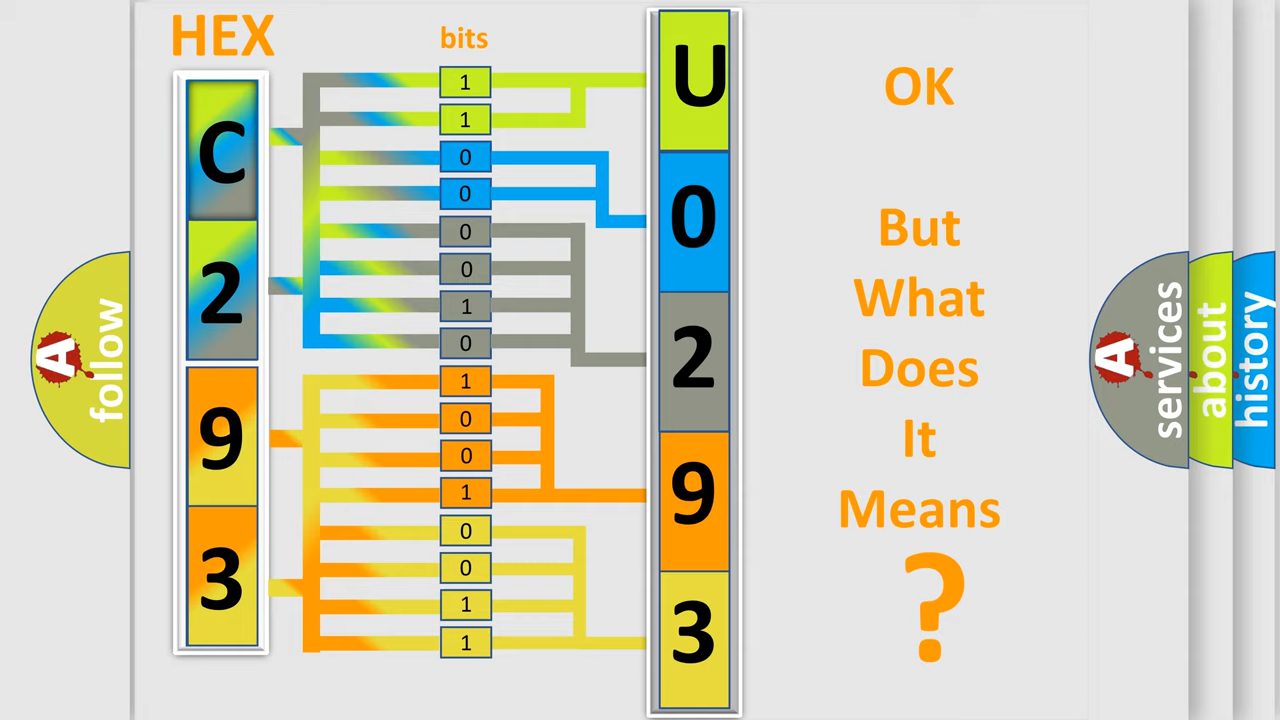 HEX
bits
C
2
9
3
1
1
0
0
0
0
1
0
1
0
0
1
0
0
1
1
U
0
2
9
3
OK
But
What
Does
It
Means
?
A
follow
A
services
about
history